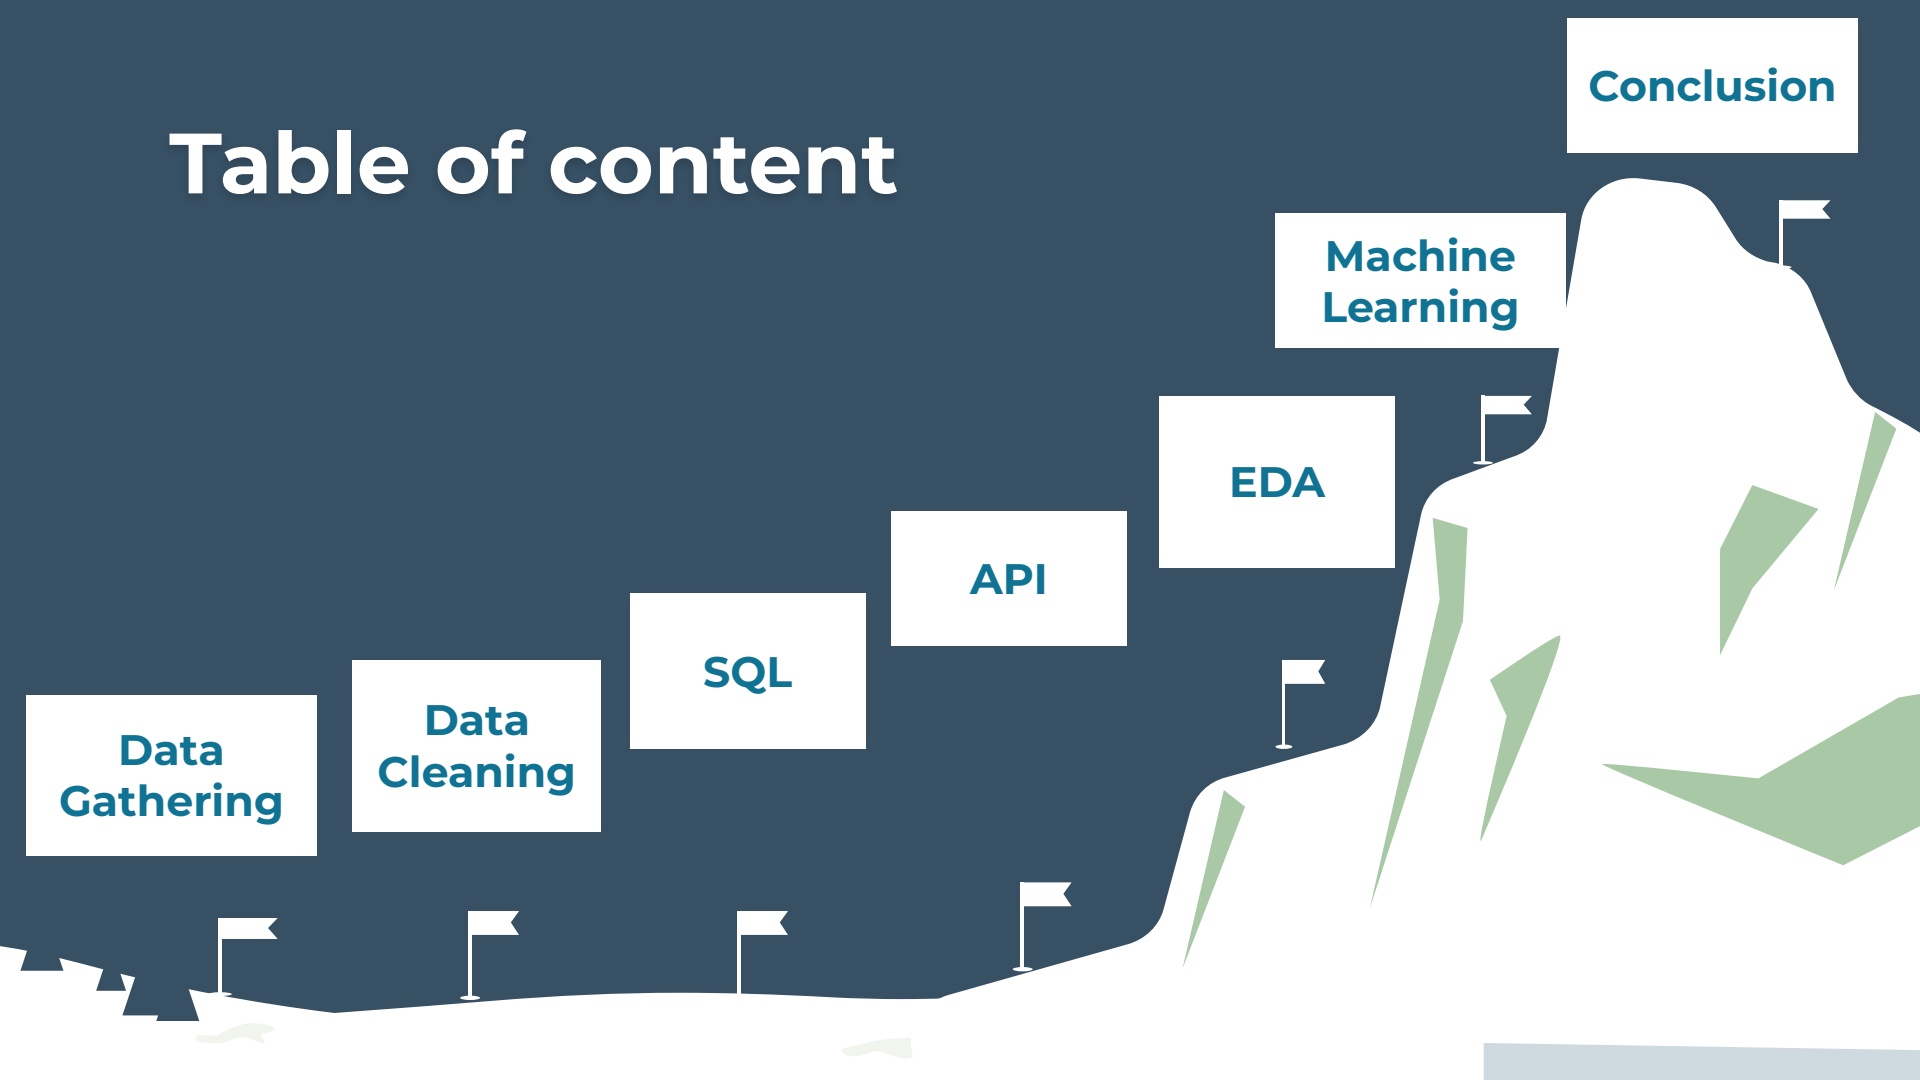 Table of content
Data
Gathering
Data
Cleaning
SQL
API
EDA
Machine
Learning
Conclusion